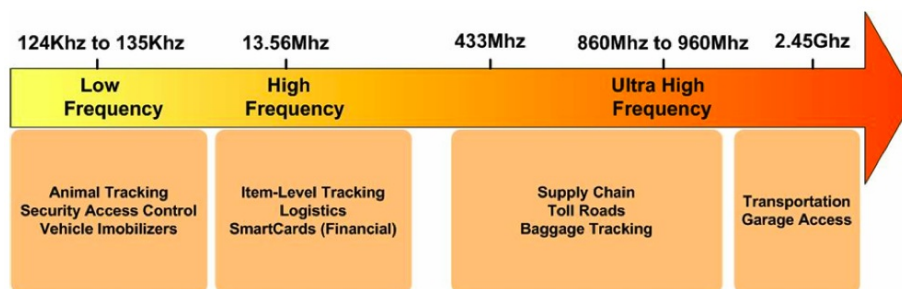 124Khz to 135Khz
13.56Mhz
433Mhz
860Mhz to 960Mhz
2.45Ghz
Low
Frequency
High
Frequency
Ultra High
Frequency
Animal Tracking
Security Access Control
Vehicle Imobilizers
Item-Level Tracking
Logistics
SmartCards (Financial)
Supply Chain
Toll Roads
Baggage Tracking
Transportation
Garage Access